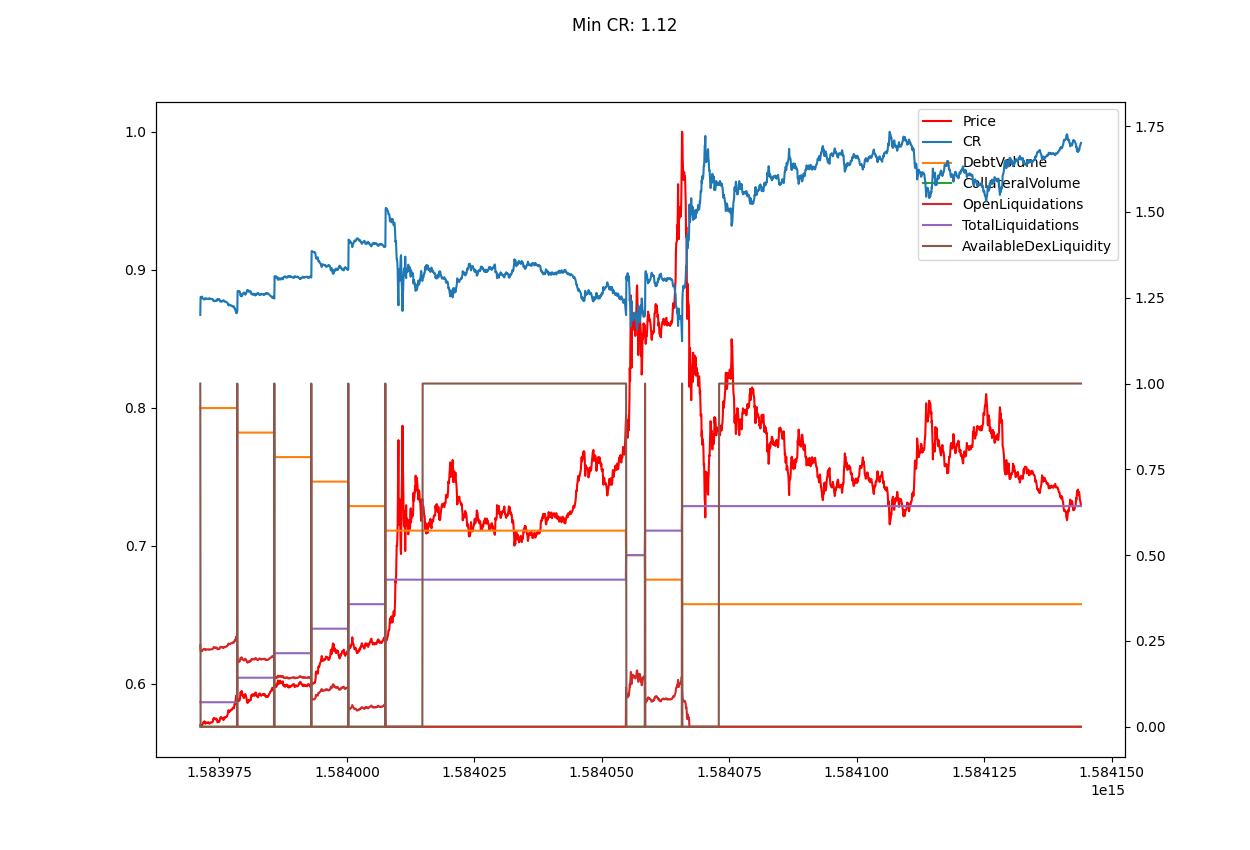 Min CR: 1.12
1.0
0.9
0.8
0.7
0.6
1.75
1.50
1.25
1.00
0.75
0.50
0.25
0.00
Price
CR
DebtVolume
CollateralVolume
OpenLiquidations
TotalLiquidations
AvailableDexLiquidity
1.583975 1.584000 1.584025 1.584050 1.584075 1.584100 1.584125 1.584150
1e15